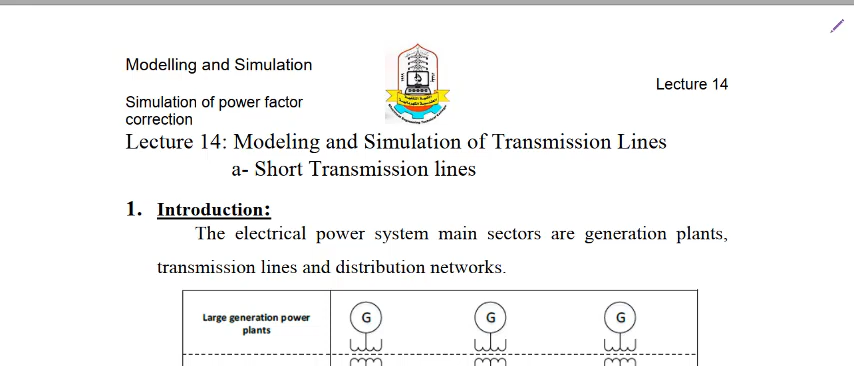 Modelling and Simulation
Lecture 14
Simulation of power factor
correction
Lecture 14: Modeling and Simulation of Transmission Lines
a- Short Transmission lines
1. Introduction:
The electrical power system main sectors are generation plants,
transmission lines and distribution networks.
Large generation power
plants
G G G